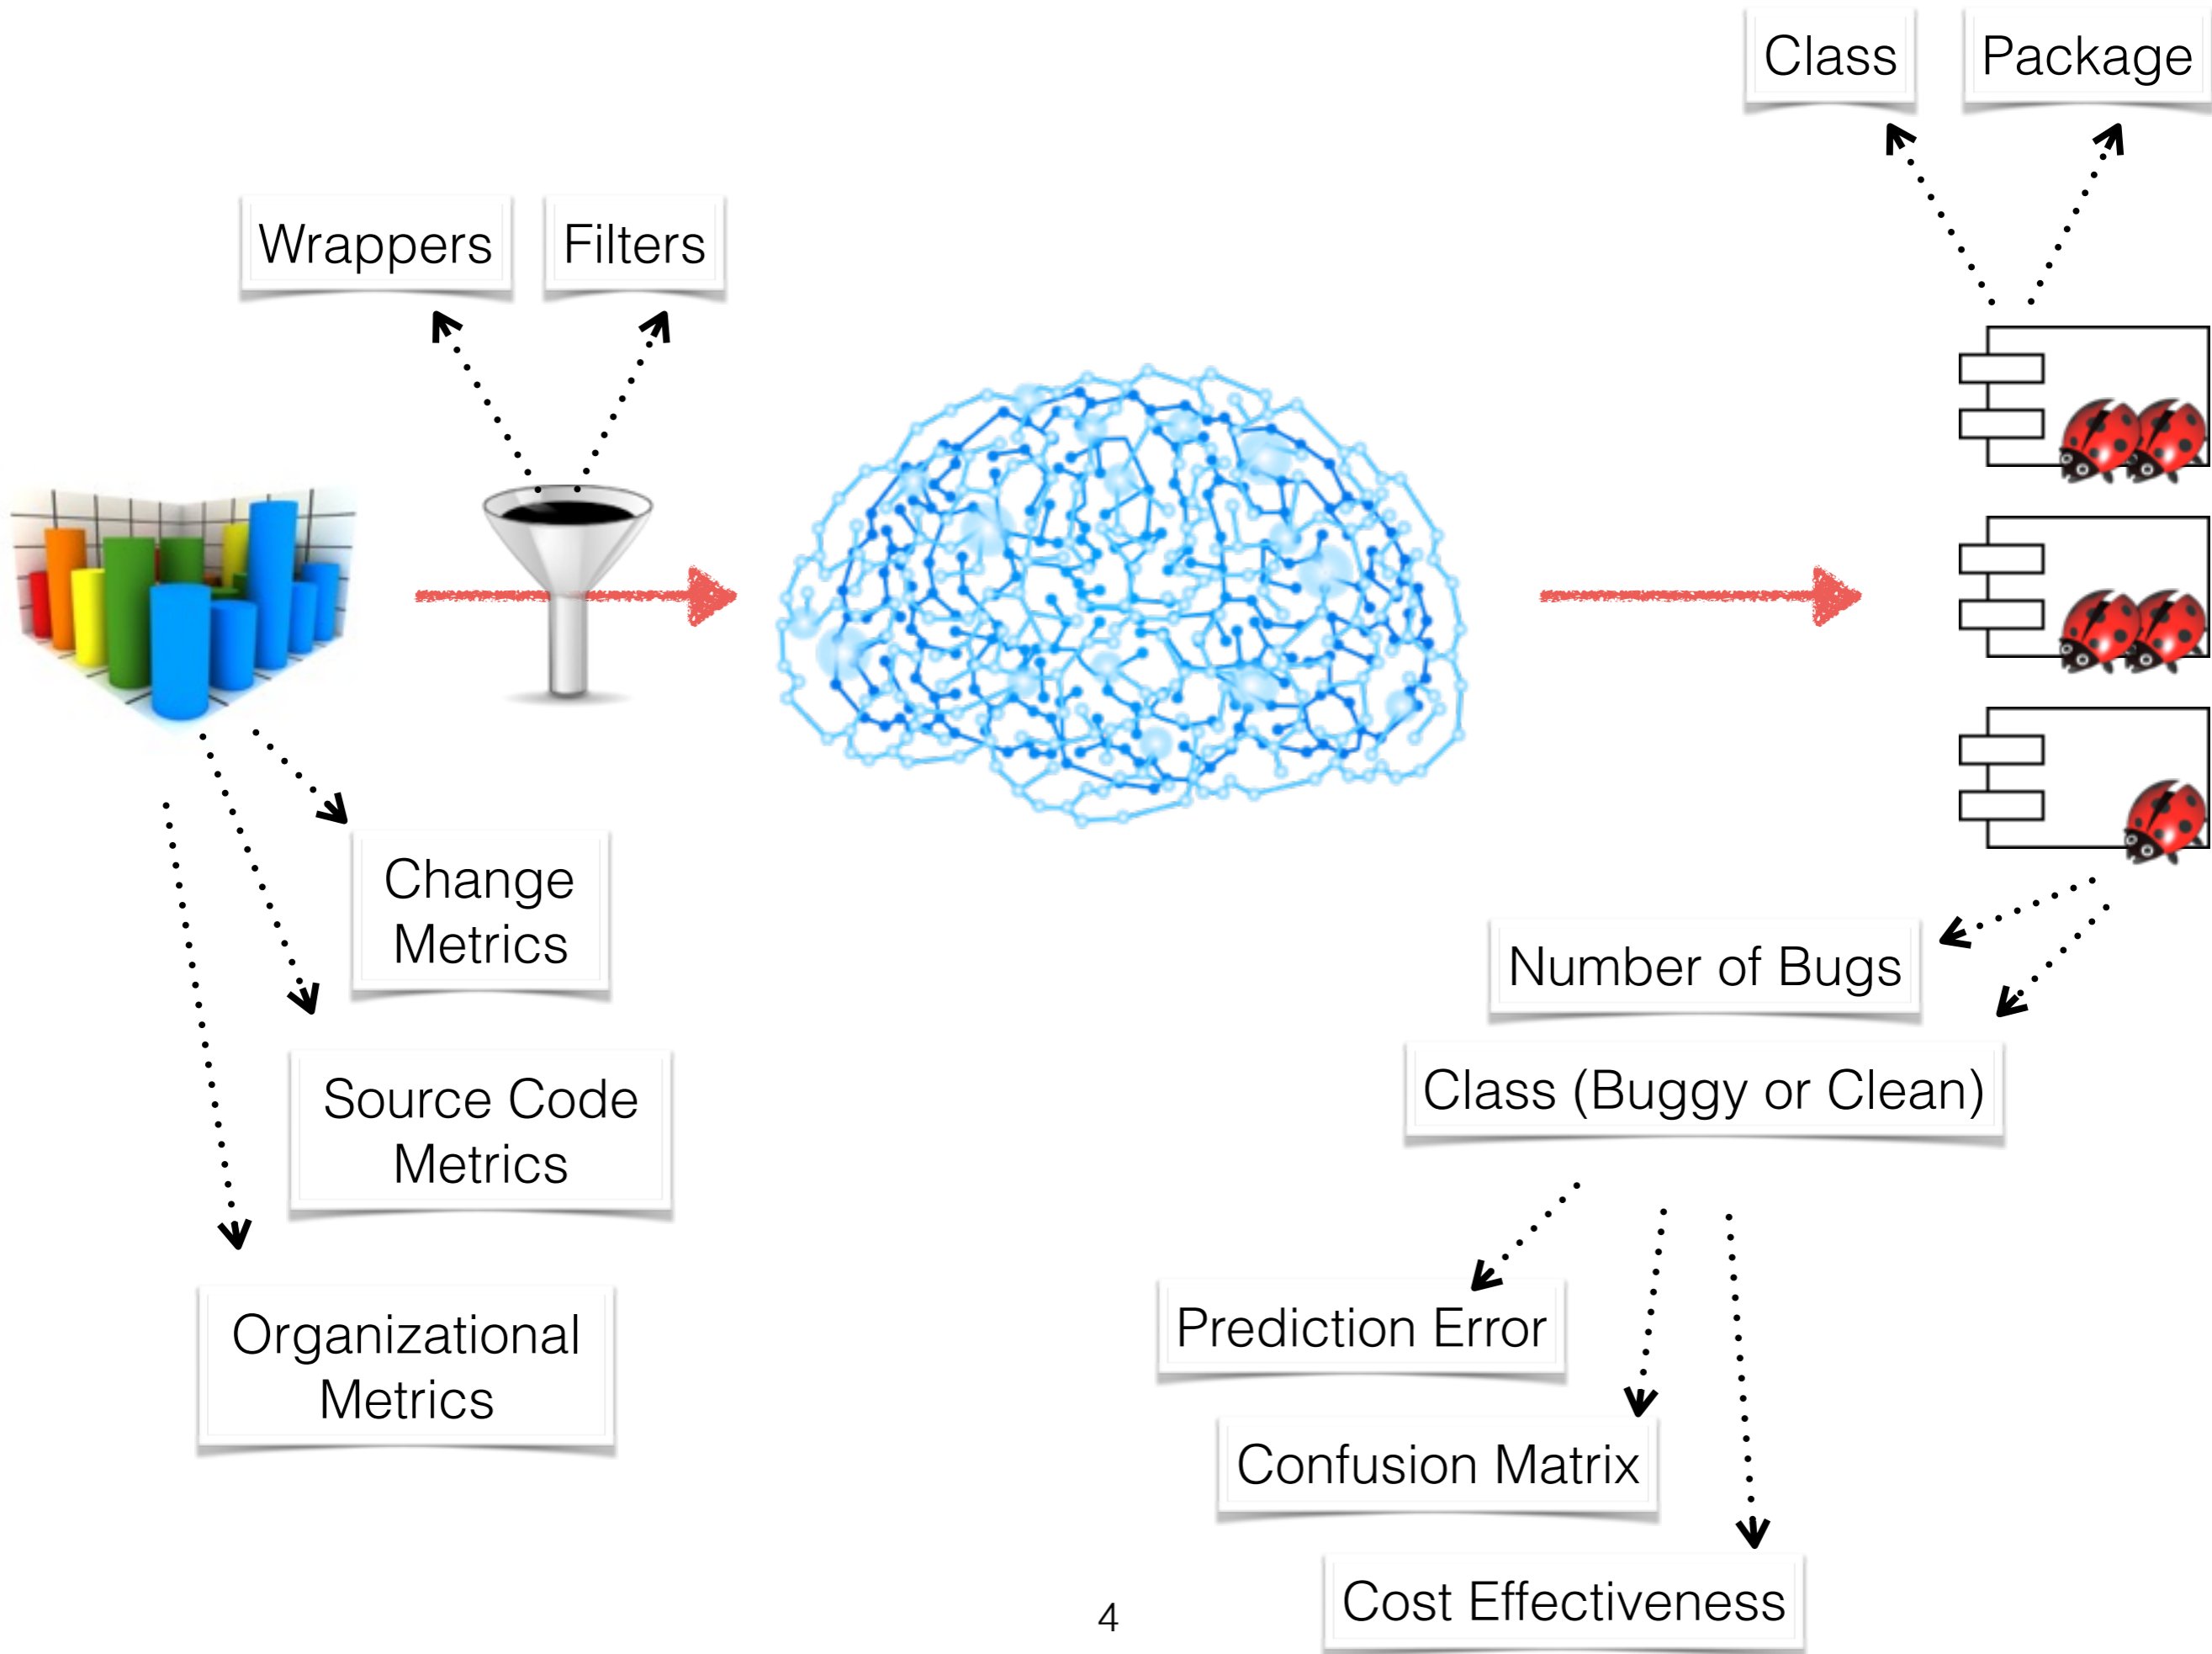 Class
Package
Wrappers
Filters
Change
Metrics
Source Code
Metrics
Organizational
Metrics
Number of Bugs
Class (Buggy or Clean)
Prediction Error
Confusion Matrix
Cost Effectiveness
4